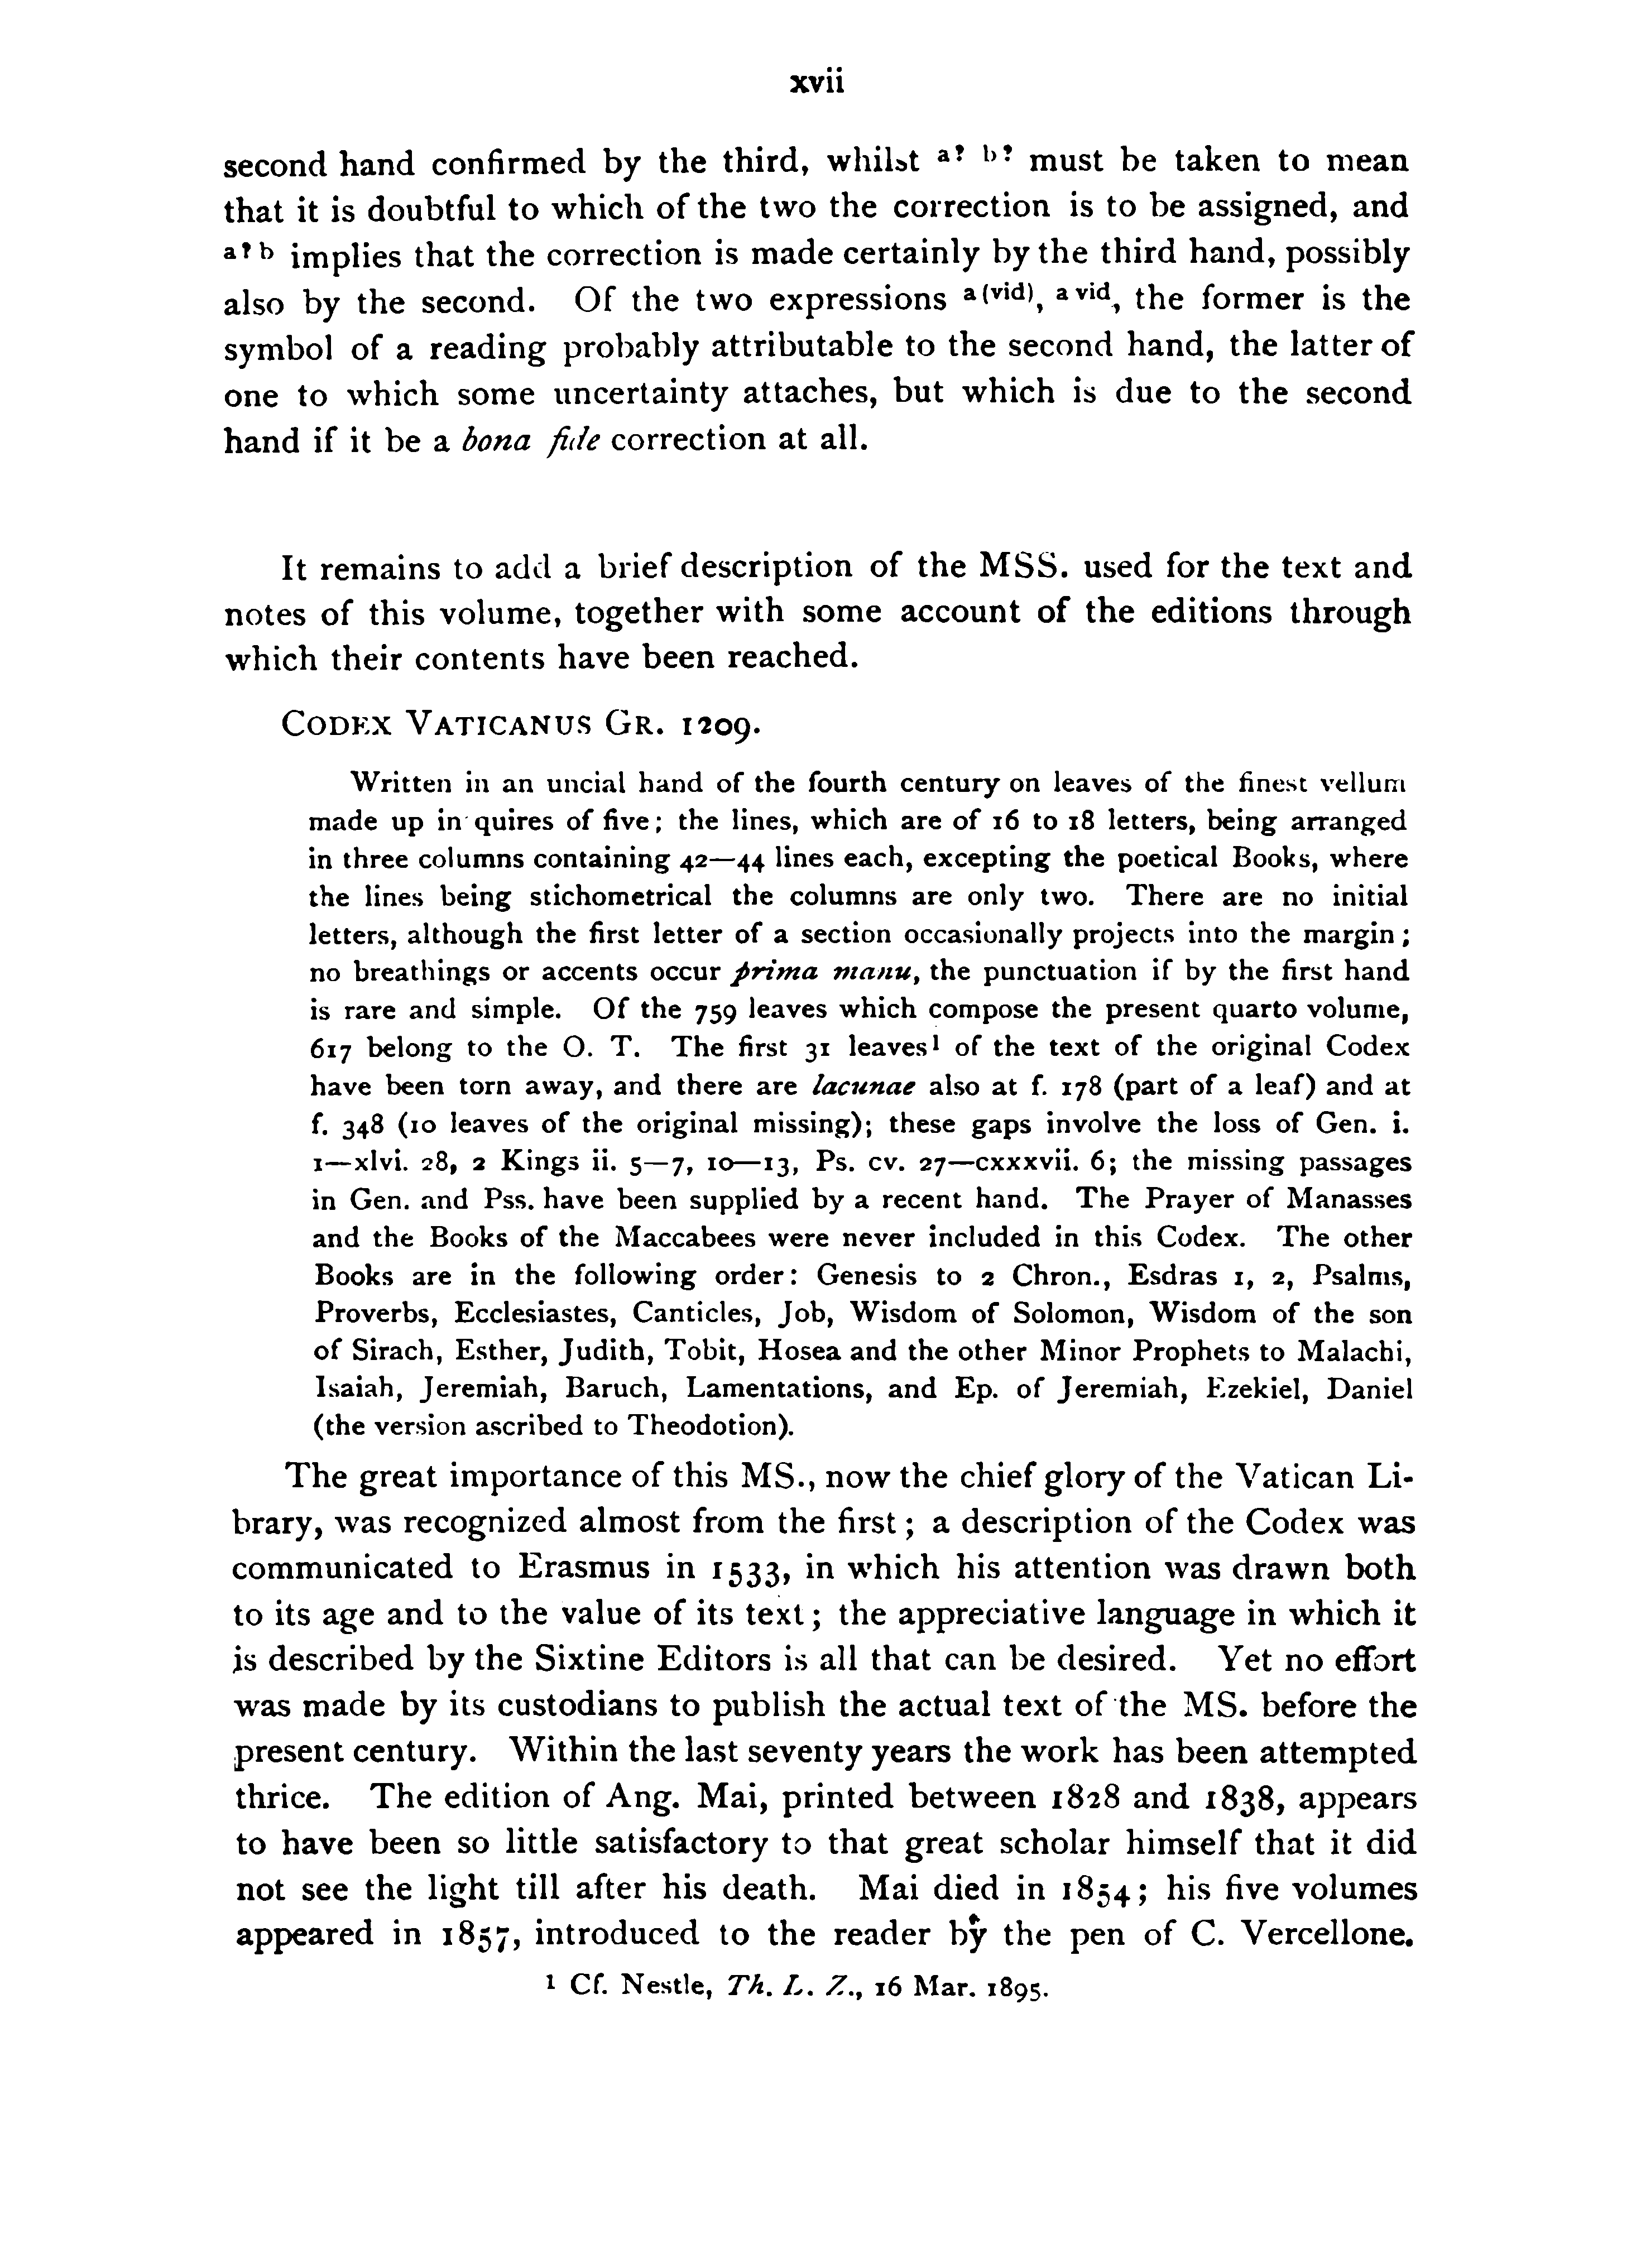 xvii
second hand confirmed by the third, whilst a? b? must be taken to mean
that it is doubtful to which of the two the correction is to be assigned, and
a? b implies that the correction is made certainly by the third hand, possibly
also by the second. Of the two expressions a(vid), a vid, the former is the
symbol of a reading probably attributable to the second hand, the latter of
one to which some uncertainty attaches, but which is due to the second
hand if it be a bona fide correction at all.
It remains to add a brief description of the MSS. used for the text and
notes of this volume, together with some account of the editions through
which their contents have been reached.
CODEX VATICANUS GR. 1209.
Written in an uncial hand of the fourth century on leaves of the finest vellum
made up in quires of five; the lines, which are of 16 to 18 letters, being arranged
in three columns containing 42—44 lines each, excepting the poetical Books, where
the lines being stichometrical the columns are only two. There are no initial
letters, although the first letter of a section occasionally projects into the margin;
no breathings or accents occur prima manu, the punctuation if by the first hand
is rare and simple. Of the 759 leaves which compose the present quarto volume,
617 belong to the O. T. The first 31 leaves¹ of the text of the original Codex
have been torn away, and there are lacunae also at f. 178 (part of a leaf) and at
f. 348 (10 leaves of the original missing); these gaps involve the loss of Gen. i.
1—xlvi. 28, 2 Kings ii. 5—7, 10—13, Ps. cv. 27—cxxxvii. 6; the missing passages
in Gen. and Pss. have been supplied by a recent hand. The Prayer of Manasses
and the Books of the Maccabees were never included in this Codex. The other
Books are in the following order: Genesis to 2 Chron., Esdras 1, 2, Psalms,
Proverbs, Ecclesiastes, Canticles, Job, Wisdom of Solomon, Wisdom of the son
of Sirach, Esther, Judith, Tobit, Hosea and the other Minor Prophets to Malachi,
Isaiah, Jeremiah, Baruch, Lamentations, and Ep. of Jeremiah, Ezekiel, Daniel
(the version ascribed to Theodotion).
The great importance of this MS., now the chief glory of the Vatican Li-
brary, was recognized almost from the first; a description of the Codex was
communicated to Erasmus in 1533, in which his attention was drawn both
to its age and to the value of its text; the appreciative language in which it
is described by the Sixtine Editors is all that can be desired. Yet no effort
was made by its custodians to publish the actual text of the MS. before the
present century. Within the last seventy years the work has been attempted
thrice. The edition of Ang. Mai, printed between 1828 and 1838, appears
to have been so little satisfactory to that great scholar himself that it did
not see the light till after his death. Mai died in 1854; his five volumes
appeared in 1857, introduced to the reader by the pen of C. Vercellone.
¹ Cf. Nestle, Th. L. Z., 16 Mar. 1895.